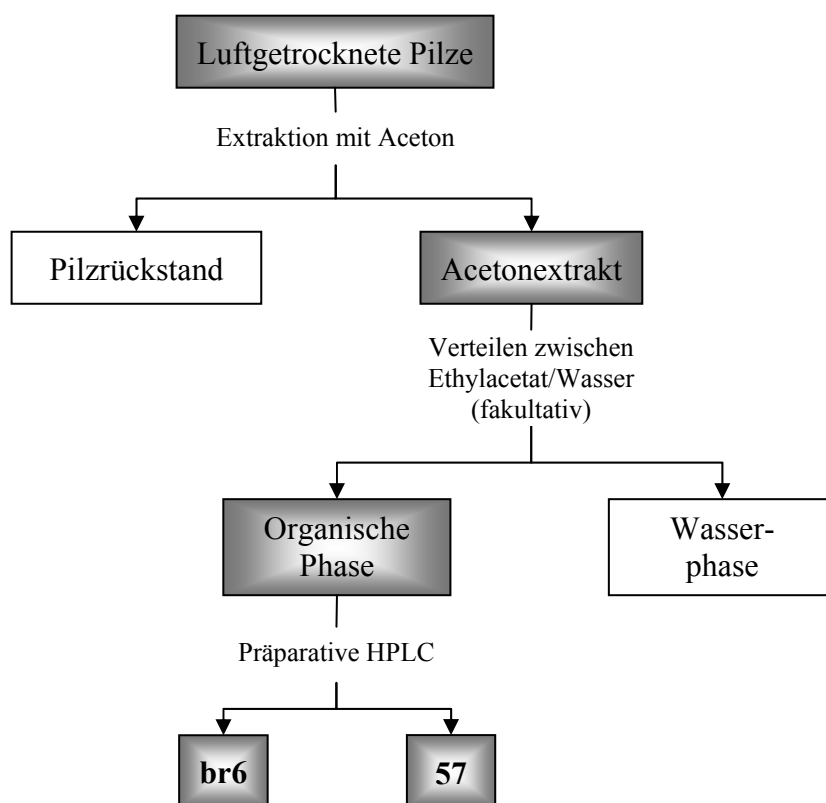 Luftgetrocknete Pilze
Extraktion mit Aceton
Pilzrückstand
Acetonextrakt
Verteilen zwischen
Ethylacetat/Wasser
(fakultativ)
Organische
Phase
Wasser-
phase
Präparative HPLC
br6
57